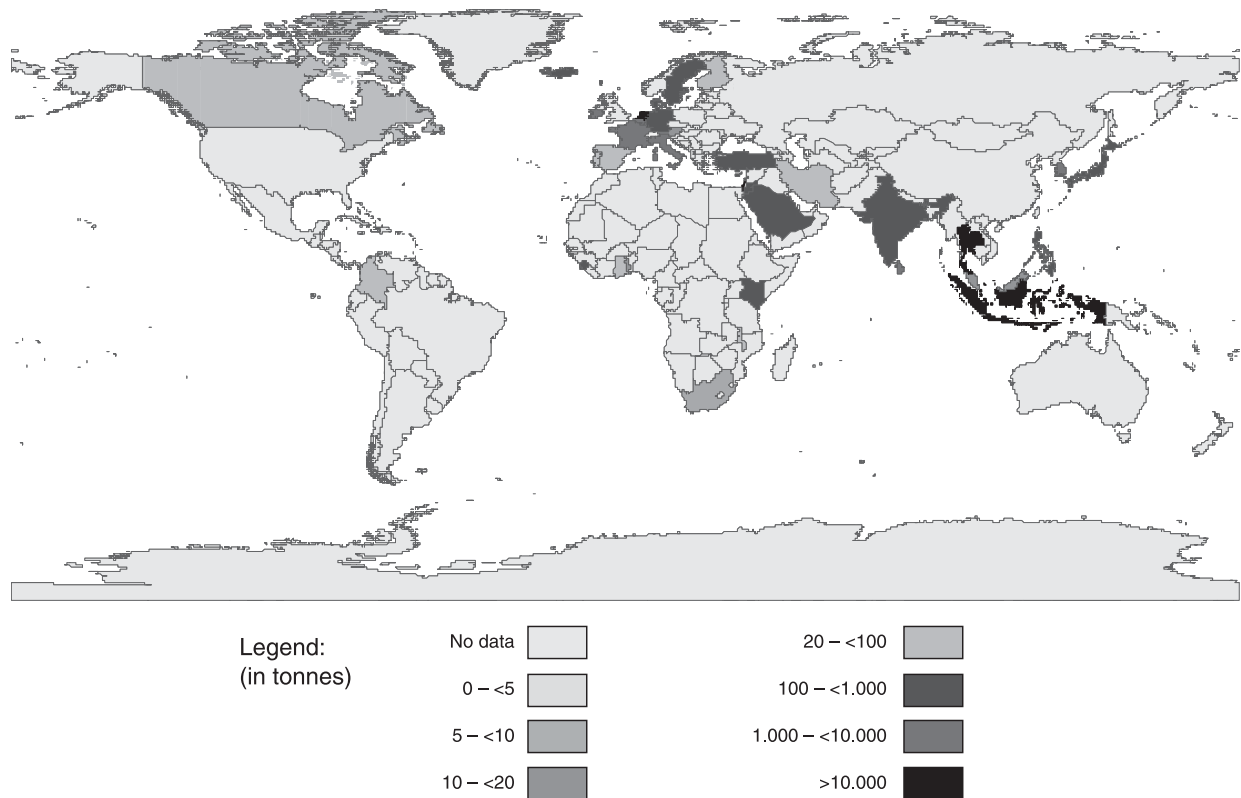 Legend:
(in tonnes)
No data
0 – <5
5 – <10
10 – <20
20 – <100
100 – <1.000
1.000 – <10.000
>10.000